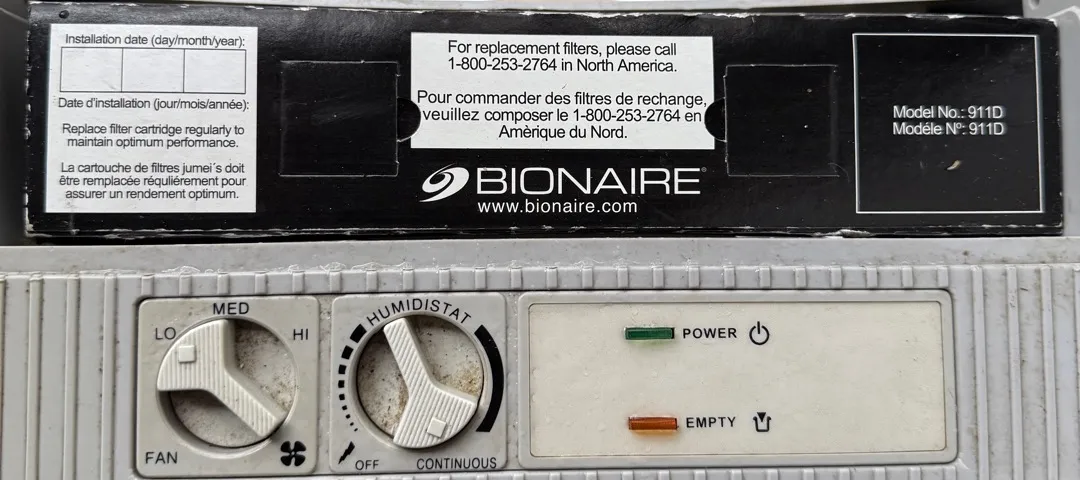 Installation date (day/month/year):
Date d'installation (jour/mois/année):
Replace filter cartridge regularly to
maintain optimum performance.
La cartouche de filtres jumei´s doit
être remplacée réguliérement pour
assurer un rendement optimum.
For replacement filters, please call
1-800-253-2764 in North America.
Pour commander des filtres de rechange,
veuillez composer le 1-800-253-2764 en
Amèrique du Nord.
BIONAIRE®
www.bionaire.com
Model No.: 911D
Modéle Nº: 911D
LO
MED
HI
FAN
HUMIDISTAT
OFF
CONTINUOUS
POWER
EMPTY